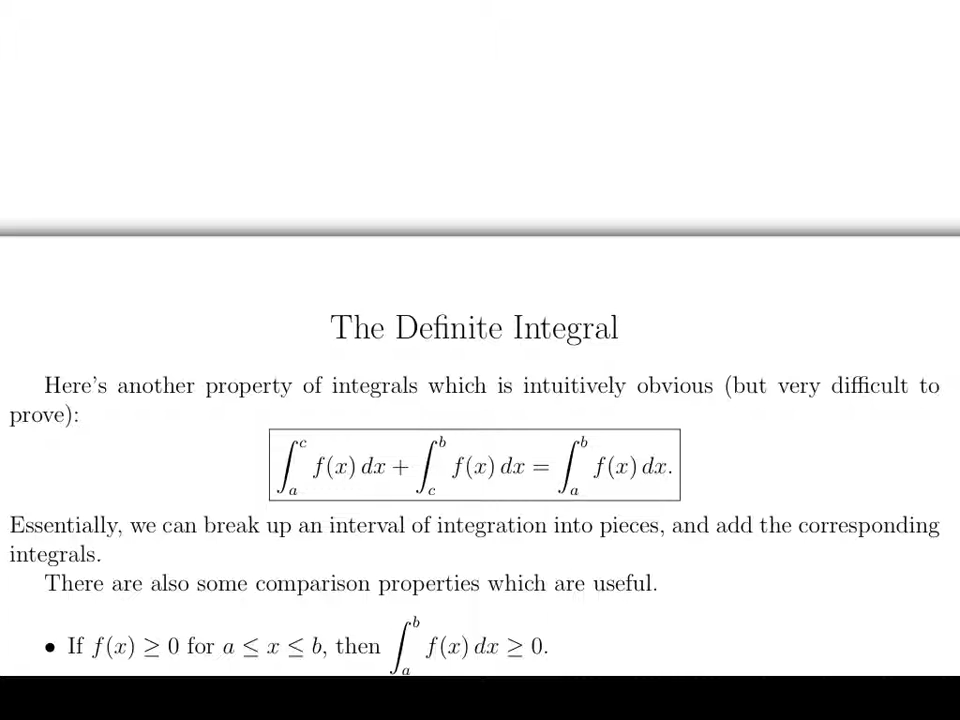 The Definite Integral
Here's another property of integrals which is intuitively obvious (but very difficult to
prove):
∫_a^c f(x) dx + ∫_c^b f(x) dx = ∫_a^b f(x) dx.
Essentially, we can break up an interval of integration into pieces, and add the corresponding
integrals.
There are also some comparison properties which are useful.
• If f(x) ≥ 0 for a ≤ x ≤ b, then ∫_a^b f(x) dx ≥ 0.